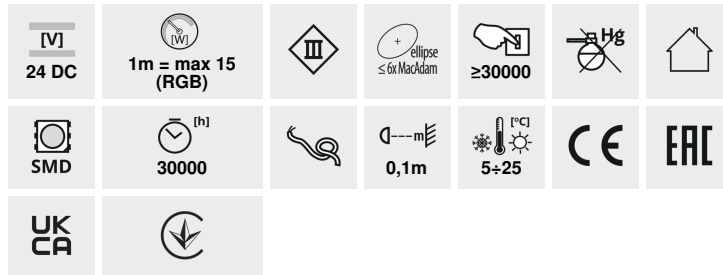 [V]
24 DC
[W]
1m = max 15
(RGB)
III
+
ellipse
≤ 6x MacAdam
≥30000
Hg
SMD
[h]
30000
m
0,1m
[°C]
5÷25
CE
EAC
UK
CA